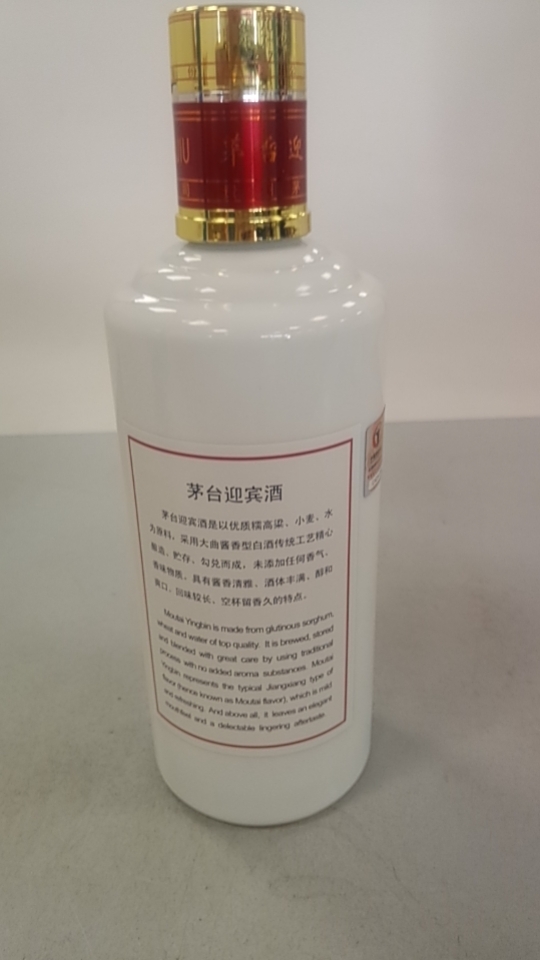 茅台迎
茅台迎宾酒
茅台迎宾酒是以优质糯高粱、小麦、水
为原料，采用大曲酱香型白酒传统工艺精心
酿造、贮存、勾兑而成，未添加任何香气、
香味物质，具有酱香清雅、酒体丰满、醇和
爽口、回味较长、空杯留香久的特点。
Moutai Yingbin is made from glutinous sorghum,
wheat and water of top quality. It is brewed, stored
and blended with great care by using traditional
process with no added aroma substances. Moutai
Yingbin represents the typical Jiangxiang type of
flavor (hence known as Moutai flavor), which is mild
and refreshing. And above all, it leaves an elegant
mouthfeel and a delectable lingering aftertaste.